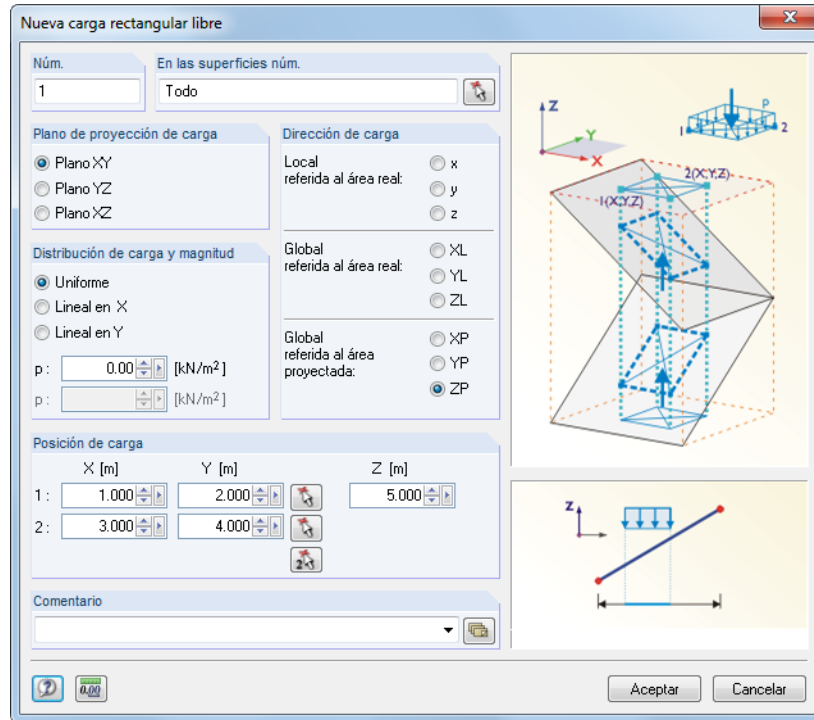 Nueva carga rectangular libre
Núm.
En las superficies núm.
1
Todo
Plano de proyección de carga
Plano XY
Plano YZ
Plano XZ
Dirección de carga
Local
referida al área real:
x
y
z
Global
referida al área real:
XL
YL
ZL
Global
referida al área
proyectada:
XP
YP
ZP
Distribución de carga y magnitud
Uniforme
Lineal en X
Lineal en Y
p : 0.00 [kN/m²]
p : [kN/m²]
Posición de carga
X [m] Y [m] Z [m]
1 : 1.000 2.000 5.000
2 : 3.000 4.000
2x
Comentario
0.00
Aceptar
Cancelar
Z
Y
X
p
1
2
2(X,Y,Z)
1(X,Y,Z)
Z